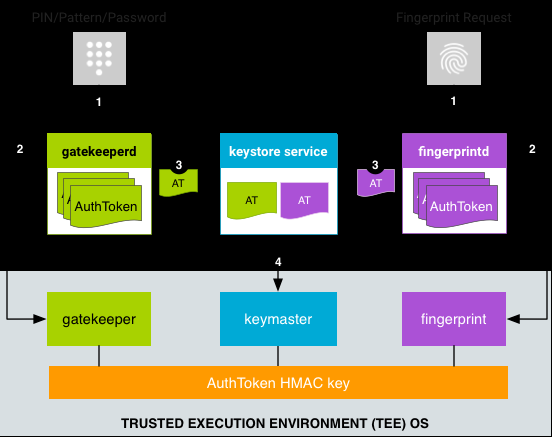 PIN/Pattern/Password
Fingerprint Request
1
1
2
gatekeeperd
3
keystore service
3
fingerprintd
2
AT
AT
A
A
AuthToken
AT
AT
A
A
AuthToken
4
gatekeeper
keymaster
fingerprint
AuthToken HMAC key
TRUSTED EXECUTION ENVIRONMENT (TEE) OS